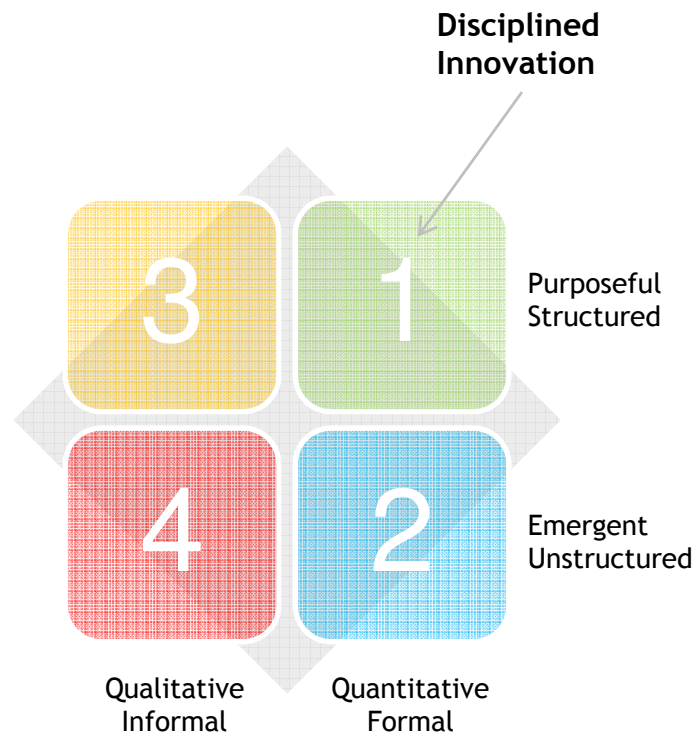 Disciplined
Innovation
3
1
Purposeful
Structured
4
2
Emergent
Unstructured
Qualitative
Informal
Quantitative
Formal